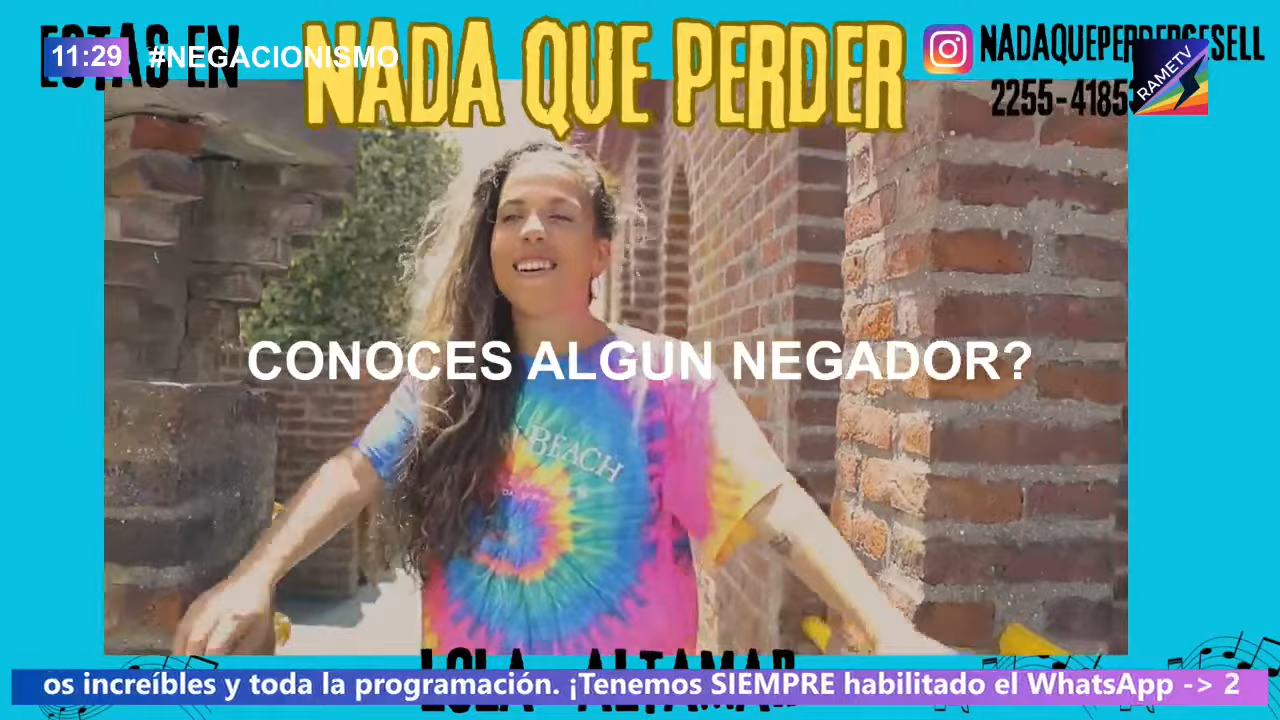 ESTAS EN
11:29 #NEGACIONISMO
NADA QUE PERDER
NADAQUEPERDERGESELL
2255-4185
RAMETV
CONOCES ALGUN NEGADOR?
BEACH
LOLA ALTAMAR
os increíbles y toda la programación. ¡Tenemos SIEMPRE habilitado el WhatsApp -> 2